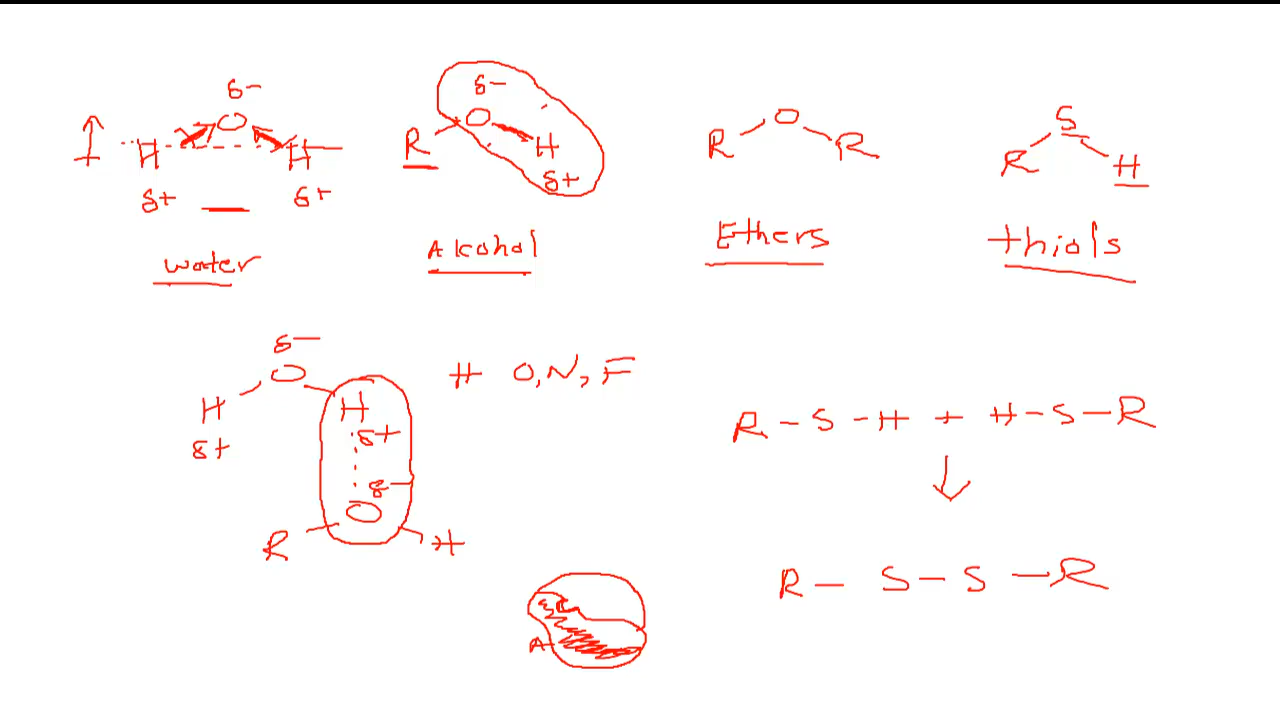 δ− δ−
H O H R O H R O R R S H
δ+ δ+ δ+
water Alcohol Ethers thiols
δ−
H O H H O, N, F
δ+ δ+ R − S − H + H − S − R
δ−
R O H
R − S − S − R
A